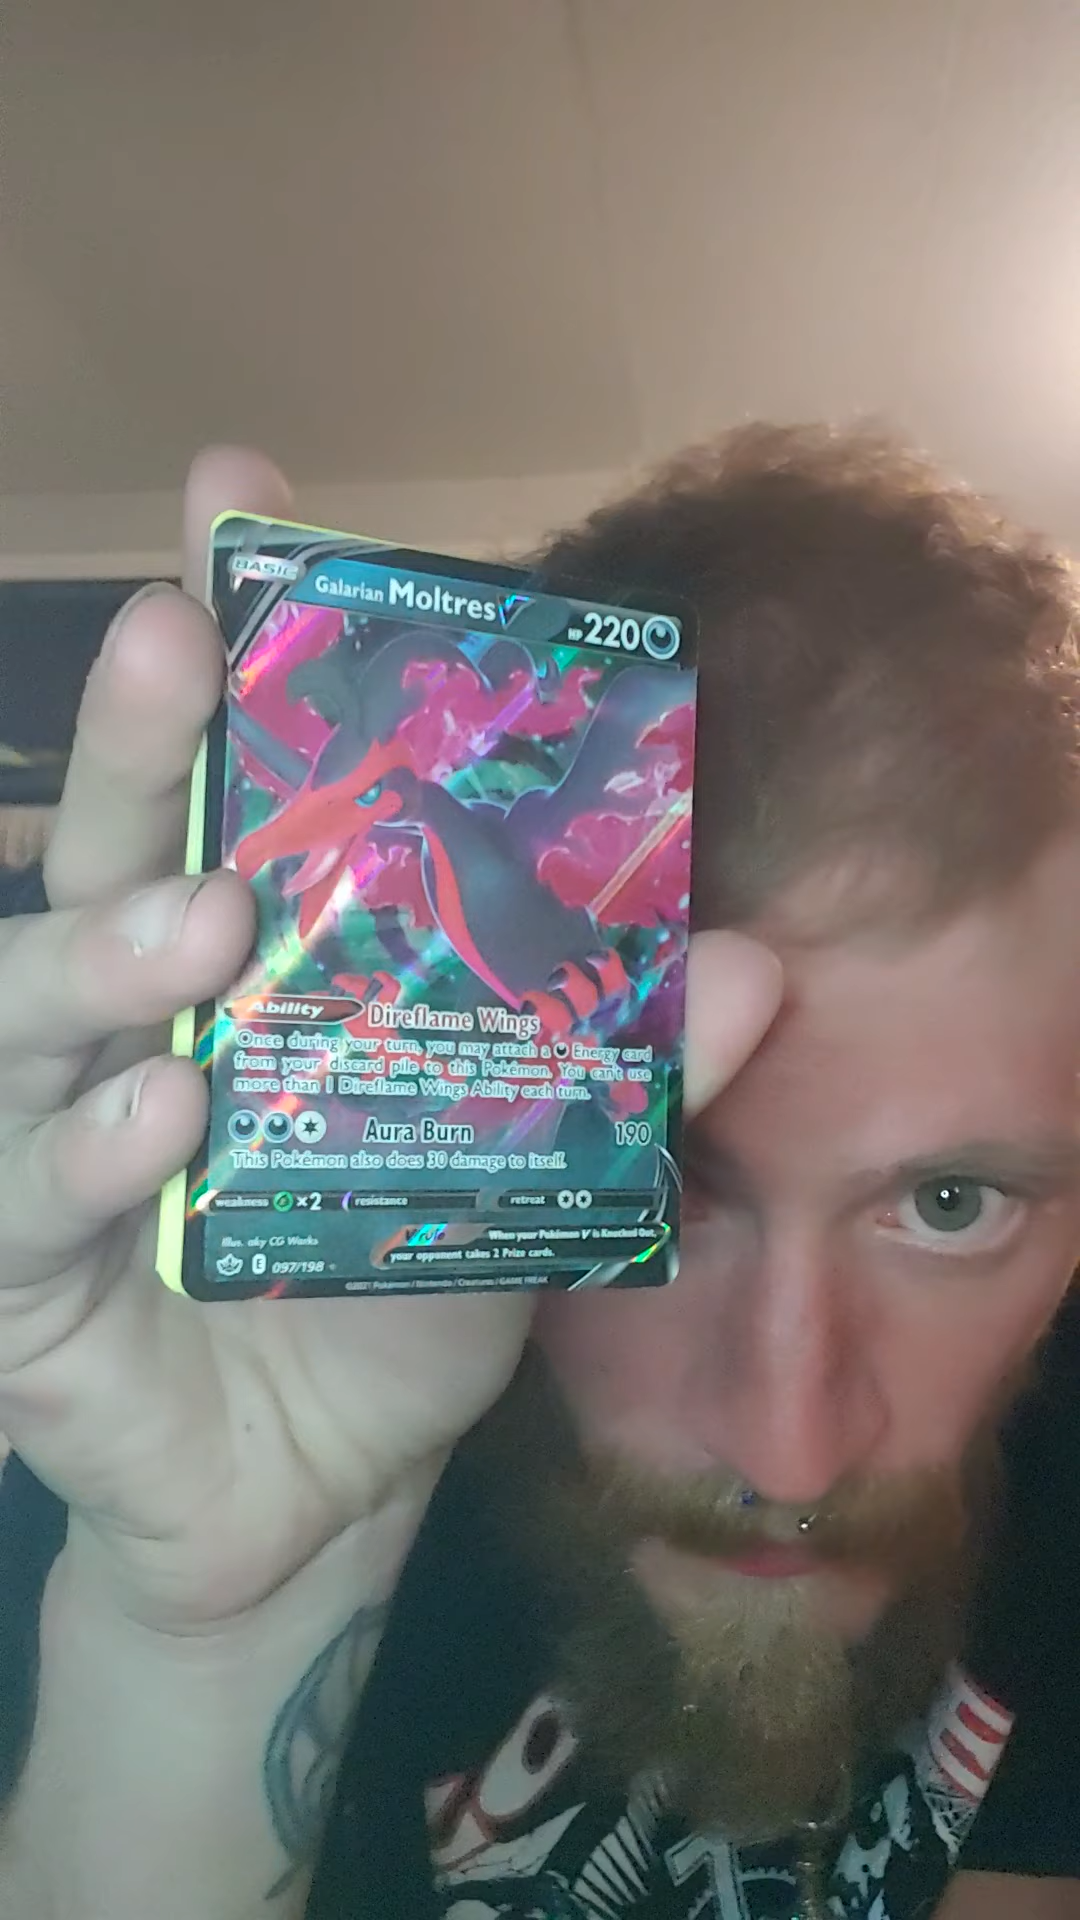 BASIC
Galarian Moltres V HP 220
Ability Direflame Wings
Once during your turn, you may attach a Energy card
from your discard pile to this Pokémon. You can't use
more than 1 Direflame Wings Ability each turn.
Aura Burn 190
This Pokémon also does 30 damage to itself.
weakness ×2 resistance retreat
V rule When your Pokémon V is Knocked Out,
your opponent takes 2 Prize cards.
Illus. aky CG Works
E 097/198
©2021 Pokémon / Nintendo / Creatures / GAME FREAK